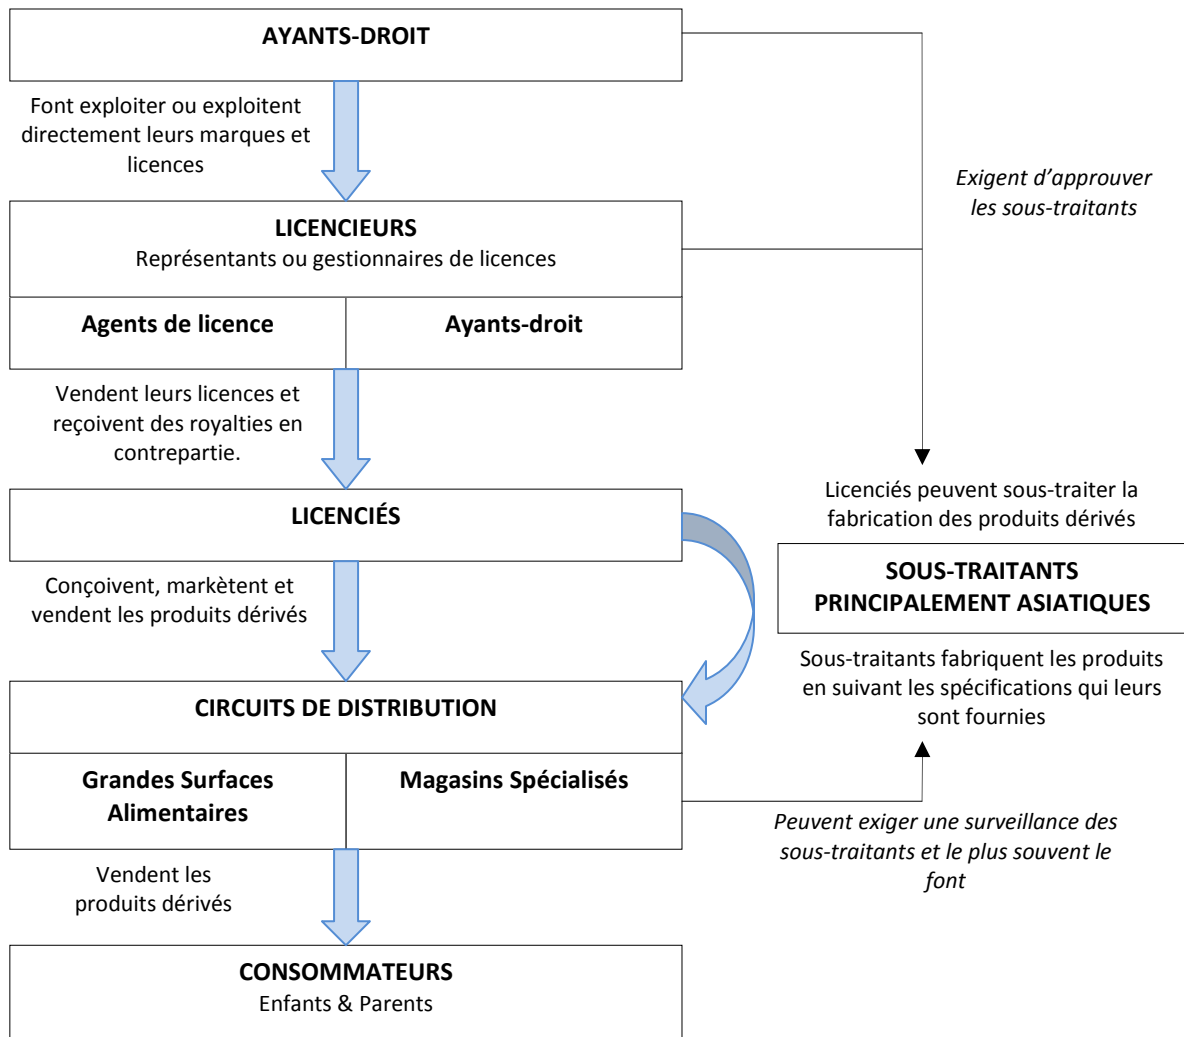 AYANTS-DROIT
Font exploiter ou exploitent
directement leurs marques et
licences
Exigent d’approuver
les sous-traitants
LICENCIEURS
Représentants ou gestionnaires de licences
Agents de licence
Ayants-droit
Vendent leurs licences et
reçoivent des royalties en
contrepartie.
LICENCIÉS
Licenciés peuvent sous-traiter la
fabrication des produits dérivés
SOUS-TRAITANTS
PRINCIPALEMENT ASIATIQUES
Sous-traitants fabriquent les produits
en suivant les spécifications qui leurs
sont fournies
Conçoivent, markètent et
vendent les produits dérivés
CIRCUITS DE DISTRIBUTION
Grandes Surfaces
Alimentaires
Magasins Spécialisés
Peuvent exiger une surveillance des
sous-traitants et le plus souvent le
font
Vendent les
produits dérivés
CONSOMMATEURS
Enfants & Parents